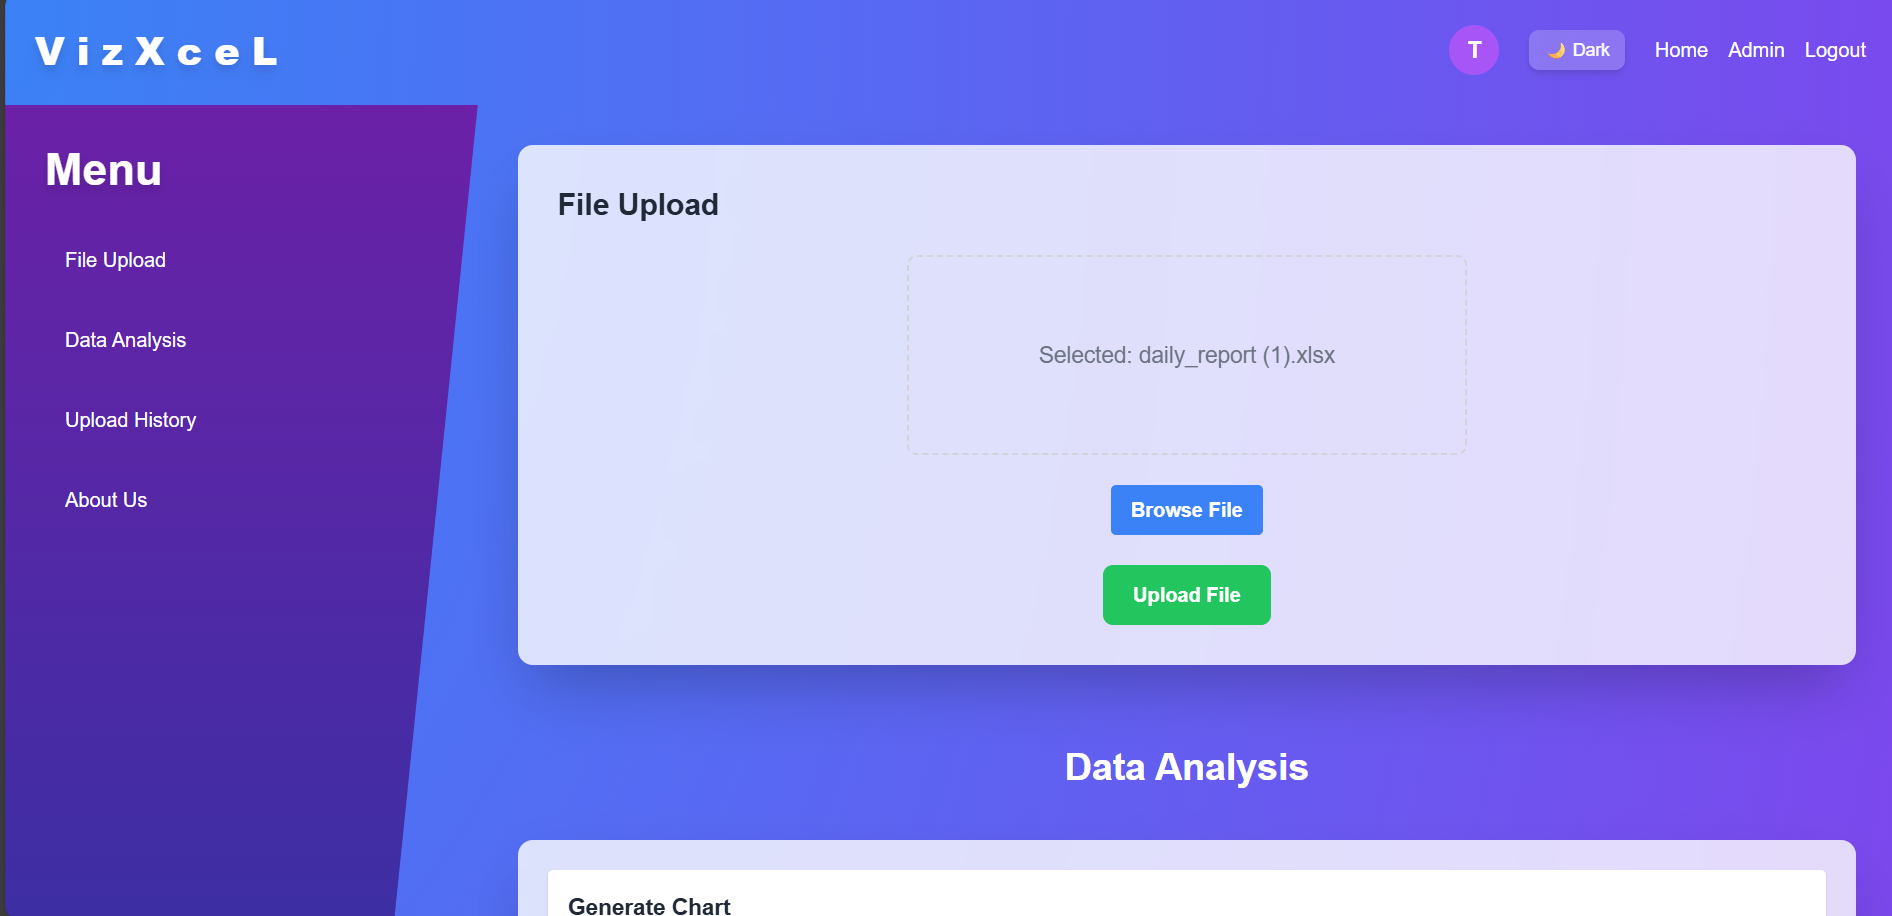 VizXceL
T
🌙 Dark
Home
Admin
Logout
Menu
File Upload
Data Analysis
Upload History
About Us
File Upload
Selected: daily_report (1).xlsx
Browse File
Upload File
Data Analysis
Generate Chart